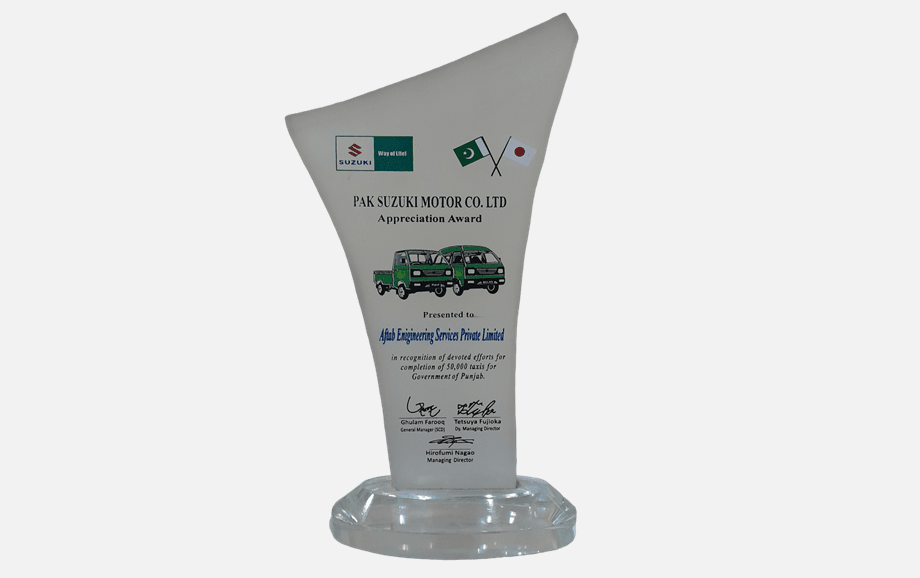 SUZUKI
Way of Life!
PAK SUZUKI MOTOR CO. LTD
Appreciation Award
Presented to.....
Aftab Enigineering Services Private Limited
in recognition of devoted efforts for
completion of 50,000 taxis for
Government of Punjab.
Ghulam Farooq Tetsuya Fujioka
General Manager (SCD) Dy. Managing Director
Hirofumi Nagao
Managing Director